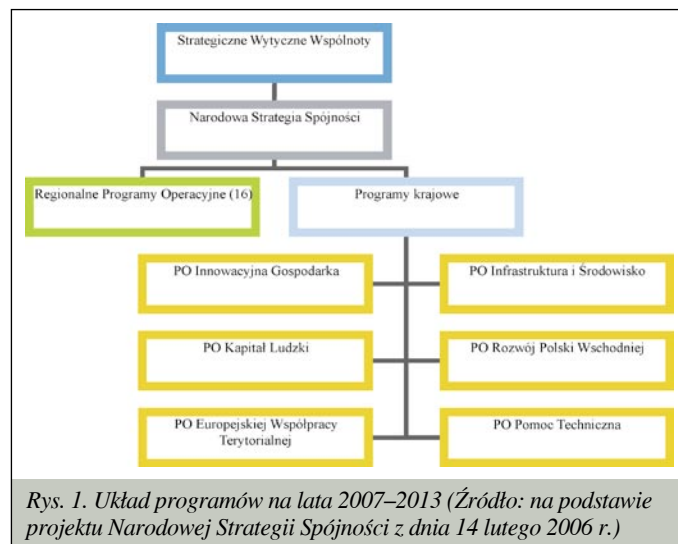 Strategiczne Wytyczne Wspólnoty
Narodowa Strategia Spójności
Regionalne Programy Operacyjne (16)
Programy krajowe
PO Innowacyjna Gospodarka
PO Infrastruktura i Środowisko
PO Kapitał Ludzki
PO Rozwój Polski Wschodniej
PO Europejskiej Współpracy
Terytorialnej
PO Pomoc Techniczna
Rys. 1. Układ programów na lata 2007–2013 (Źródło: na podstawie
projektu Narodowej Strategii Spójności z dnia 14 lutego 2006 r.)